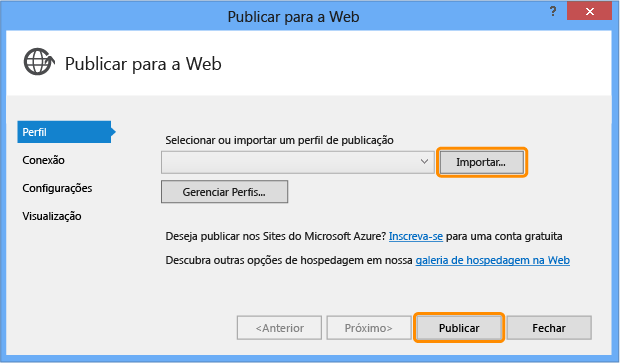 Publicar para a Web
?
Publicar para a Web
Perfil
Conexão
Configurações
Visualização
Selecionar ou importar um perfil de publicação
Importar...
Gerenciar Perfis...
Deseja publicar nos Sites do Microsoft Azure? Inscreva-se para uma conta gratuita
Descubra outras opções de hospedagem em nossa galeria de hospedagem na Web
<Anterior
Próximo>
Publicar
Fechar